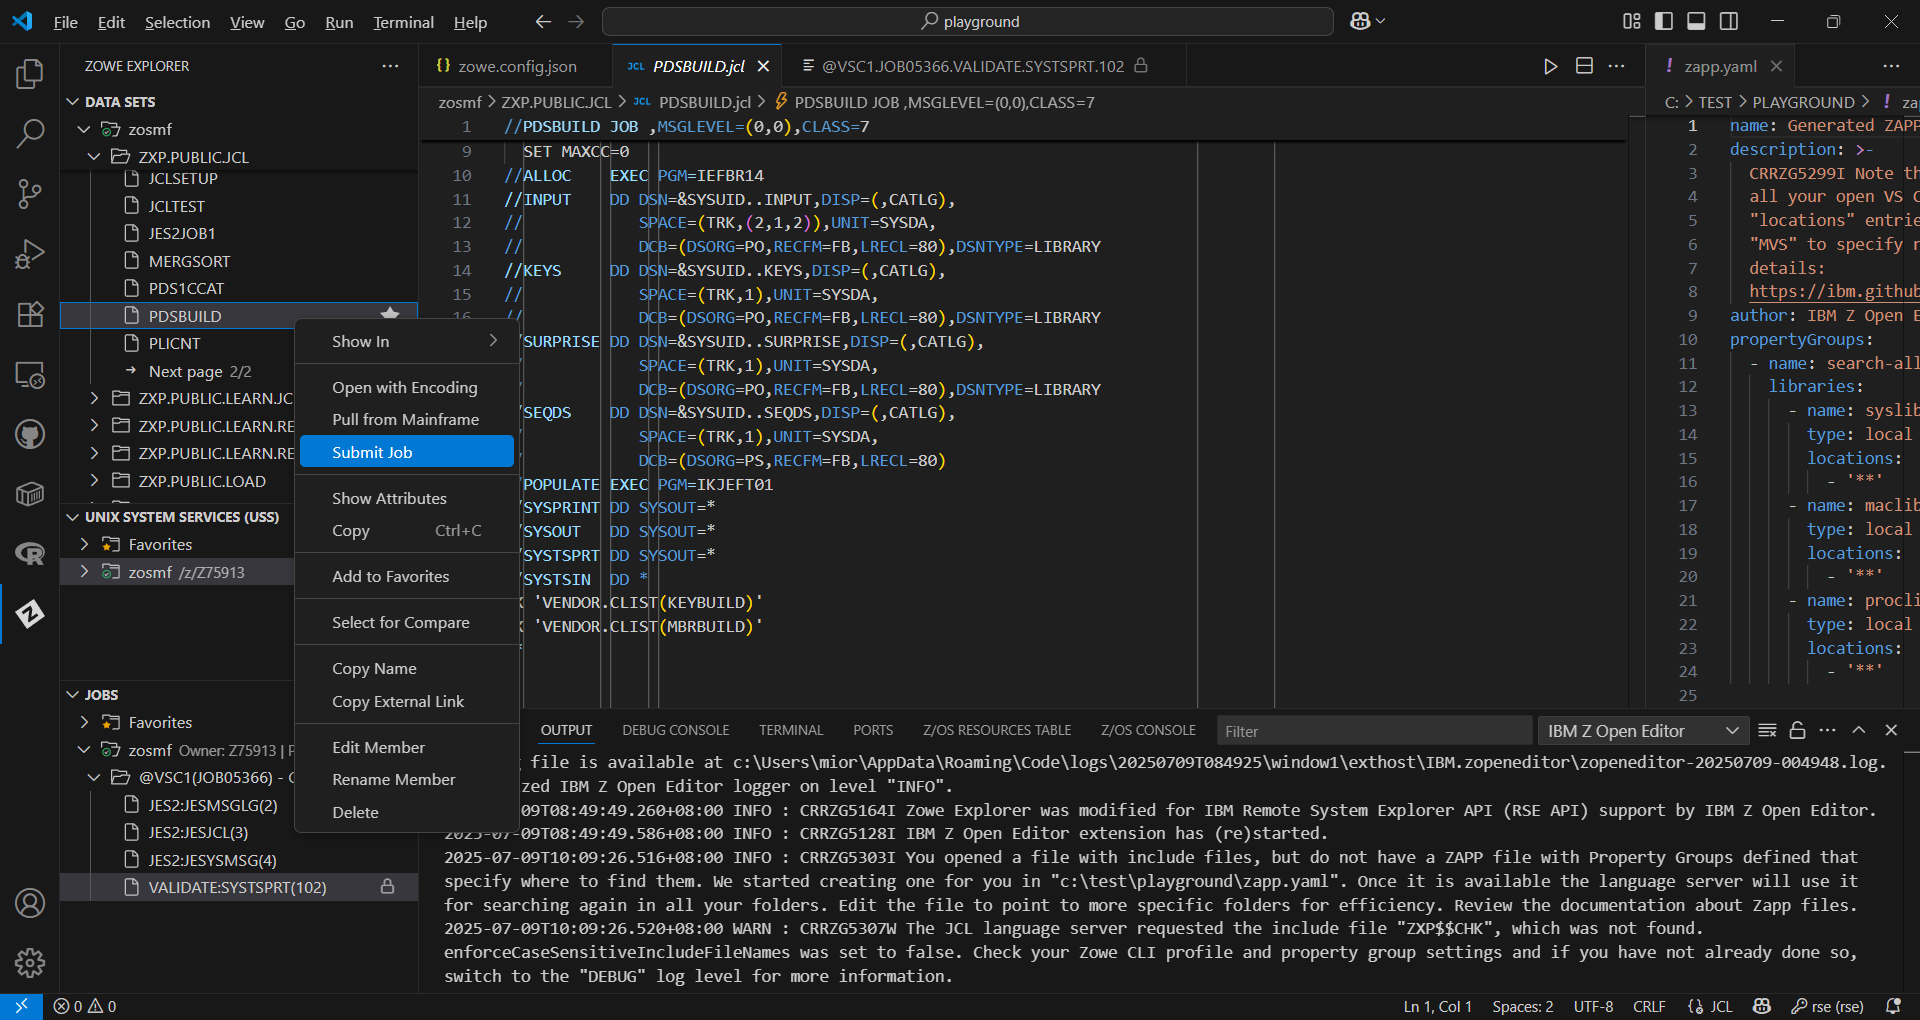 File Edit Selection View Go Run Terminal Help
playground
ZOWE EXPLORER
DATA SETS
zosmf
ZXP.PUBLIC.JCL
JCLSETUP
JCLTEST
JES2JOB1
MERGSORT
PDS1CCAT
PDSBUILD
PLICNT
Next page 2/2
ZXP.PUBLIC.LEARN.JC
ZXP.PUBLIC.LEARN.RE
ZXP.PUBLIC.LEARN.RE
ZXP.PUBLIC.LOAD
UNIX SYSTEM SERVICES (USS)
Favorites
zosmf /z/Z75913
JOBS
Favorites
zosmf Owner: Z75913 | P
@VSC1(JOB05366) - C
JES2:JESMSGLG(2)
JES2:JESJCL(3)
JES2:JESYSMSG(4)
VALIDATE:SYSTSPRT(102)
Show In
Open with Encoding
Pull from Mainframe
Submit Job
Show Attributes
Copy Ctrl+C
Add to Favorites
Select for Compare
Copy Name
Copy External Link
Edit Member
Rename Member
Delete
{} zowe.config.json
JCL PDSBUILD.jcl
@VSC1.JOB05366.VALIDATE.SYSTSPRT.102
zosmf > ZXP.PUBLIC.JCL > JCL PDSBUILD.jcl > PDSBUILD JOB ,MSGLEVEL=(0,0),CLASS=7
1 //PDSBUILD JOB ,MSGLEVEL=(0,0),CLASS=7
9 SET MAXCC=0
10 //ALLOC EXEC PGM=IEFBR14
11 //INPUT DD DSN=&SYSUID..INPUT,DISP=(,CATLG),
12 // SPACE=(TRK,(2,1,2)),UNIT=SYSDA,
13 // DCB=(DSORG=PO,RECFM=FB,LRECL=80),DSNTYPE=LIBRARY
14 //KEYS DD DSN=&SYSUID..KEYS,DISP=(,CATLG),
15 // SPACE=(TRK,1),UNIT=SYSDA,
16 // DCB=(DSORG=PO,RECFM=FB,LRECL=80),DSNTYPE=LIBRARY
/SURPRISE DD DSN=&SYSUID..SURPRISE,DISP=(,CATLG),
SPACE=(TRK,1),UNIT=SYSDA,
DCB=(DSORG=PO,RECFM=FB,LRECL=80),DSNTYPE=LIBRARY
/SEQDS DD DSN=&SYSUID..SEQDS,DISP=(,CATLG),
SPACE=(TRK,1),UNIT=SYSDA,
DCB=(DSORG=PS,RECFM=FB,LRECL=80)
/POPULATE EXEC PGM=IKJEFT01
/SYSPRINT DD SYSOUT=*
/SYSOUT DD SYSOUT=*
/SYSTSPRT DD SYSOUT=*
/SYSTSIN DD *
'VENDOR.CLIST(KEYBUILD)'
'VENDOR.CLIST(MBRBUILD)'
*
! zapp.yaml
C: > TEST > PLAYGROUND > ! za
1 name: Generated ZAPP
2 description: >-
3 CRRZG5299I Note th
4 all your open VS C
5 "locations" entrie
6 "MVS" to specify r
7 details:
8 https://ibm.github
9 author: IBM Z Open E
10 propertyGroups:
11 - name: search-all
12 libraries:
13 - name: syslib
14 type: local
15 locations:
16 - '**'
17 - name: maclib
18 type: local
19 locations:
20 - '**'
21 - name: procli
22 type: local
23 locations:
24 - '**'
25
OUTPUT DEBUG CONSOLE TERMINAL PORTS Z/OS RESOURCES TABLE Z/OS CONSOLE
Filter
IBM Z Open Editor
file is available at c:\Users\mior\AppData\Roaming\Code\logs\20250709T084925\window1\exthost\IBM.zopeneditor\zopeneditor-20250709-004948.log.
zed IBM Z Open Editor logger on level "INFO".
2025-07-09T08:49:49.260+08:00 INFO : CRRZG5164I Zowe Explorer was modified for IBM Remote System Explorer API (RSE API) support by IBM Z Open Editor.
2025-07-09T08:49:49.586+08:00 INFO : CRRZG5128I IBM Z Open Editor extension has (re)started.
2025-07-09T10:09:26.516+08:00 INFO : CRRZG5303I You opened a file with include files, but do not have a ZAPP file with Property Groups defined that
specify where to find them. We started creating one for you in "c:\test\playground\zapp.yaml". Once it is available the language server will use it
for searching again in all your folders. Edit the file to point to more specific folders for efficiency. Review the documentation about Zapp files.
2025-07-09T10:09:26.520+08:00 WARN : CRRZG5307W The JCL language server requested the include file "ZXP$$CHK", which was not found.
enforceCaseSensitiveIncludeFileNames was set to false. Check your Zowe CLI profile and property group settings and if you have not already done so,
switch to the "DEBUG" log level for more information.
0 0
Ln 1, Col 1 Spaces: 2 UTF-8 CRLF {} JCL rse (rse)